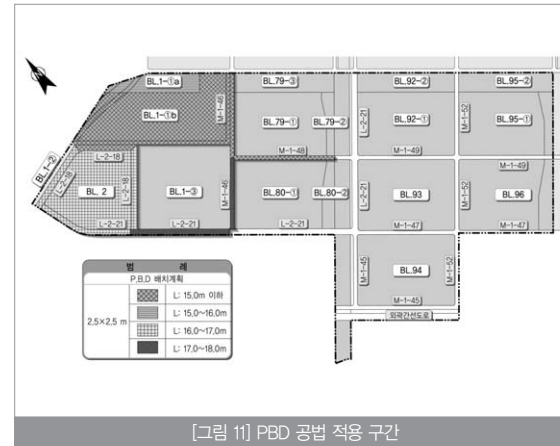 BL.1-①a
BL.79-③
BL.92-②
BL.95-②
BL.1-①b
M-1-46
BL.79-①
BL.79-②
L-2-21
BL.92-①
M-1-52
BL.95-①
BL.1-2
L-2-18
M-1-48
M-1-49
M-1-49
L-2-18
BL. 2
L-2-18
BL.1-③
M-1-46
BL.80-①
BL.80-②
L-2-21
BL.93
M-1-52
BL.96
L-2-21
L-2-21
L-2-21
M-1-47
M-1-47
M-1-45
BL.94
M-1-52
M-1-45
외곽간선도로
범 례
P.B.D 배치계획
2.5×2.5 m
L: 15.0m 이하
L: 15.0~16.0m
L: 16.0~17.0m
L: 17.0~18.0m
[그림 11] PBD 공법 적용 구간